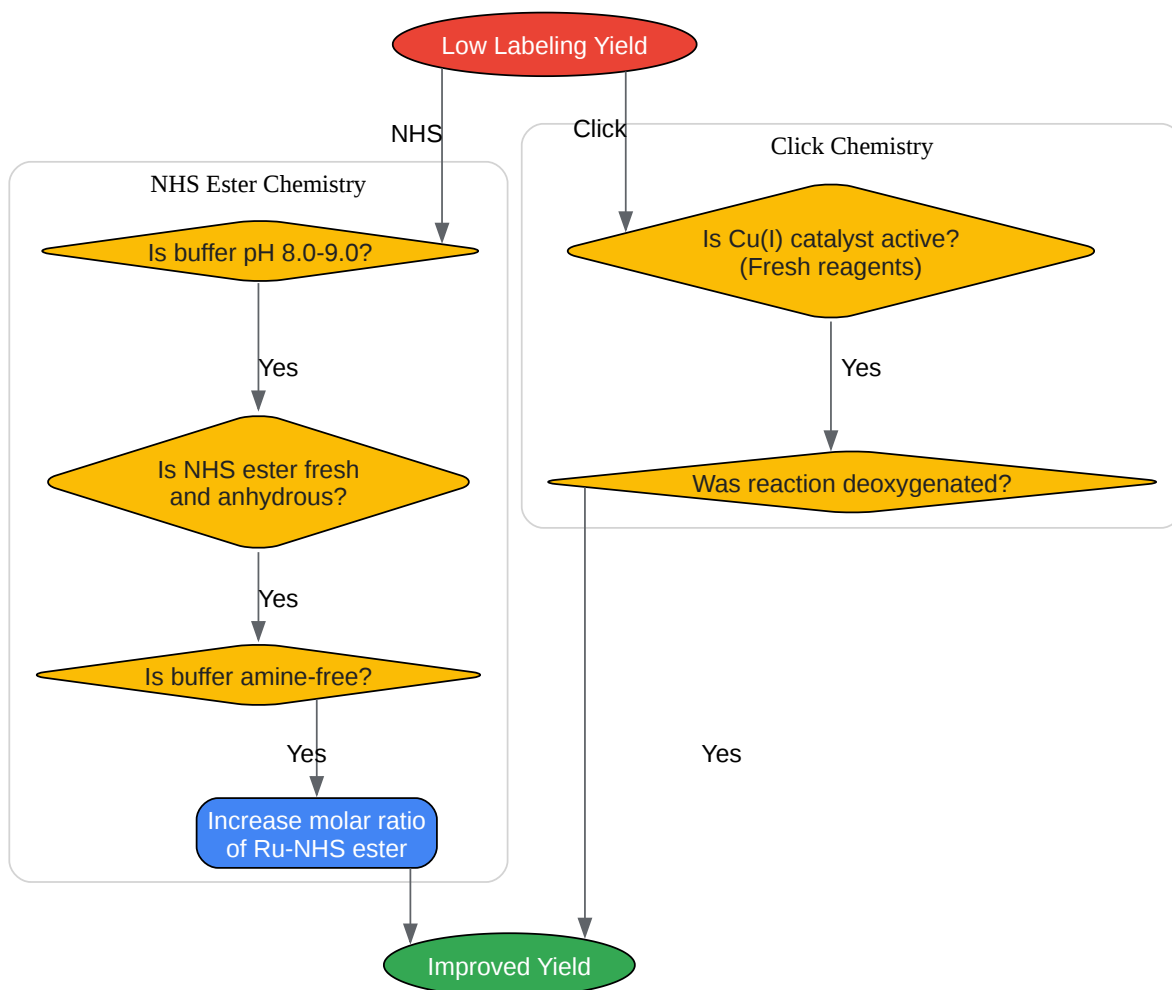 Low Labeling Yield
NHS
Click
Click Chemistry
NHS Ester Chemistry
Is buffer pH 8.0-9.0?
Is Cu(I) catalyst active?
(Fresh reagents)
Yes
Yes
Is NHS ester fresh
and anhydrous?
Was reaction deoxygenated?
Yes
Is buffer amine-free?
Yes
Yes
Increase molar ratio
of Ru-NHS ester
Improved Yield